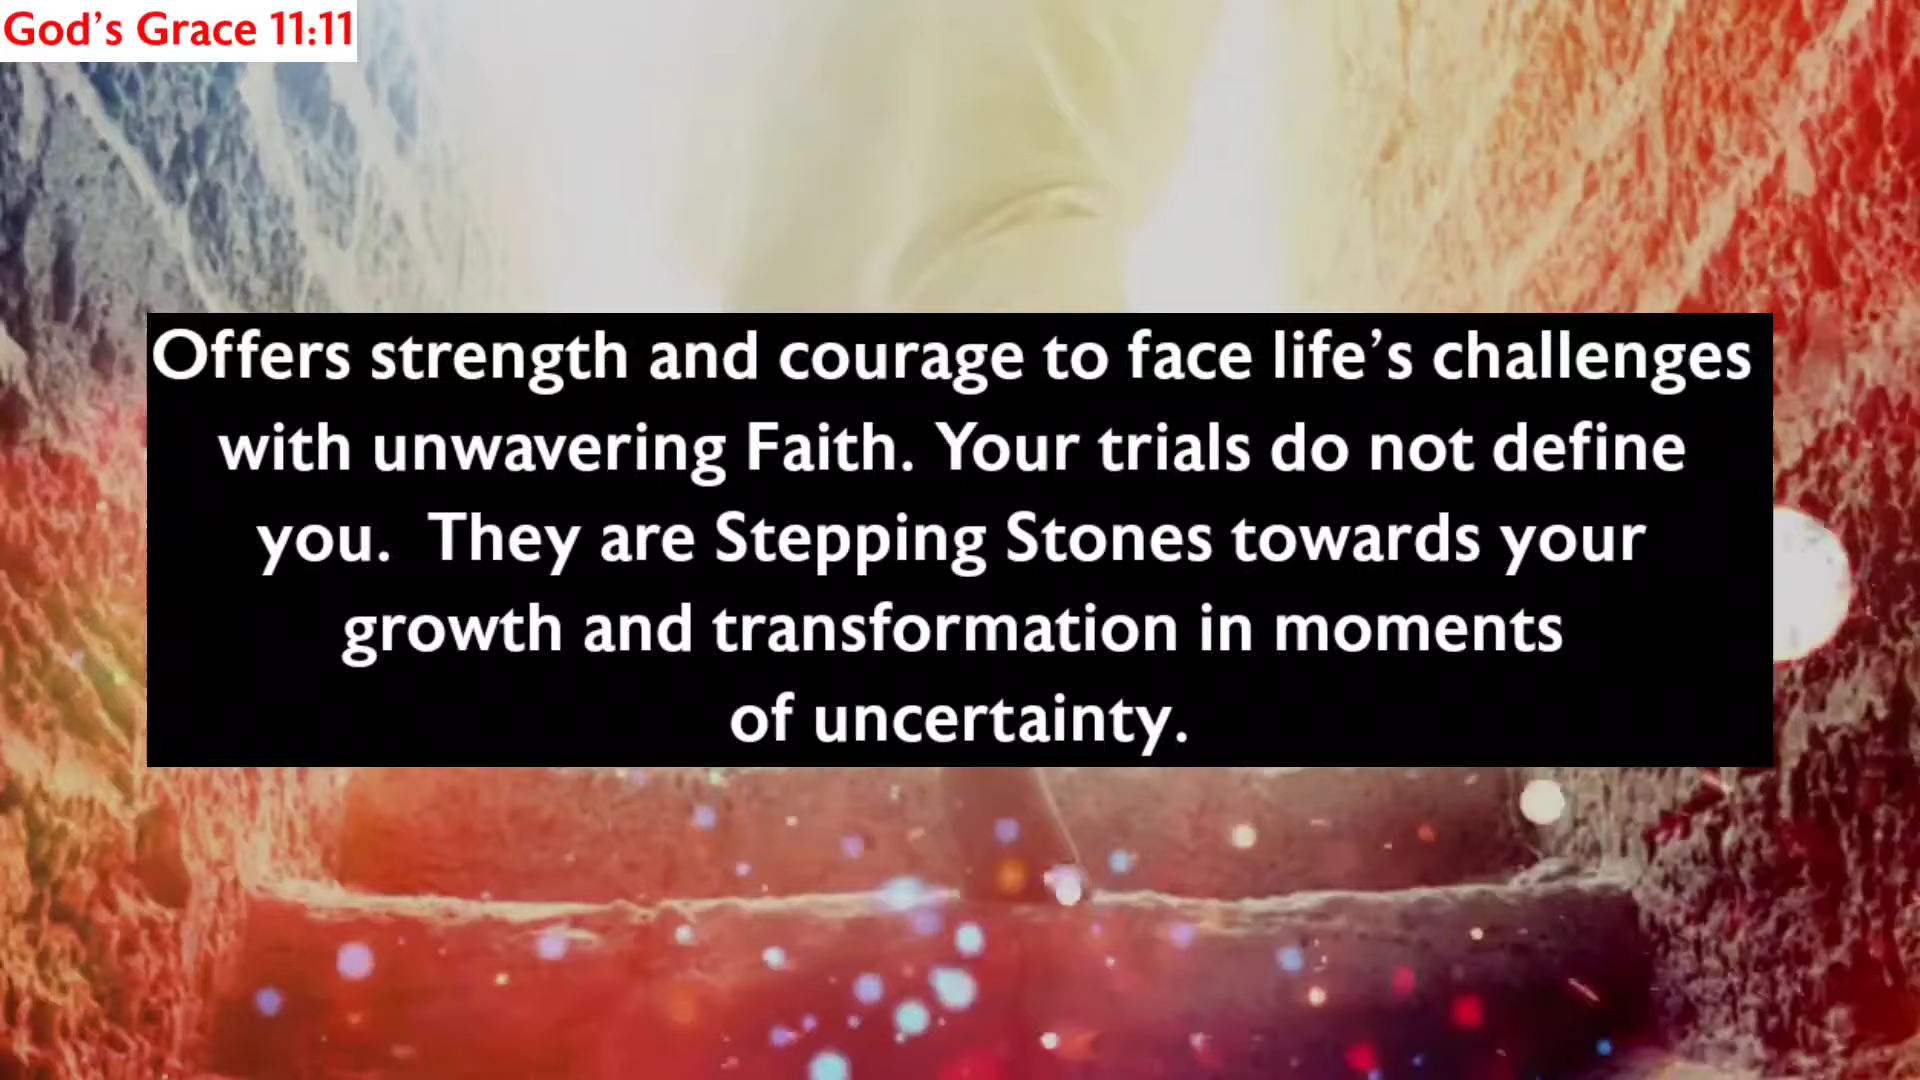 God's Grace 11:11
Offers strength and courage to face life's challenges
with unwavering Faith. Your trials do not define
you. They are Stepping Stones towards your
growth and transformation in moments
of uncertainty.